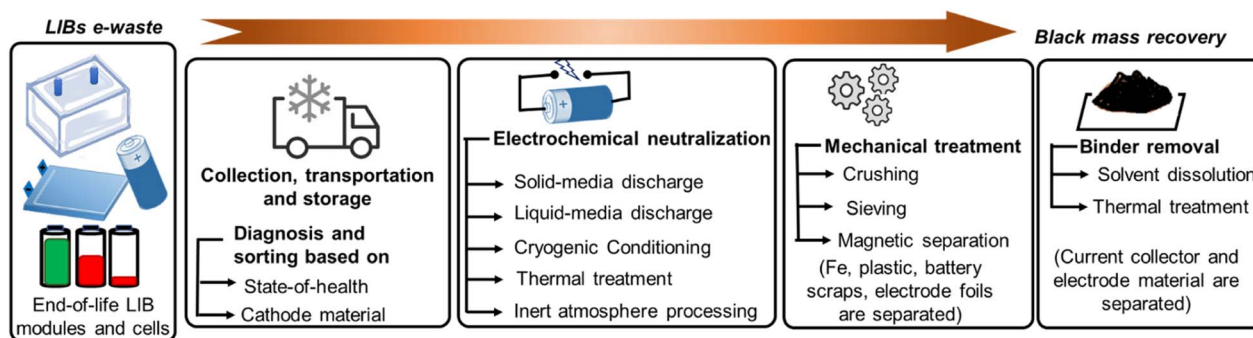 LIBs e-waste
Black mass recovery
End-of-life LIB
modules and cells
Collection, transportation
and storage
Diagnosis and
sorting based on
State-of-health
Cathode material
Electrochemical neutralization
Solid-media discharge
Liquid-media discharge
Cryogenic Conditioning
Thermal treatment
Inert atmosphere processing
Mechanical treatment
Crushing
Sieving
Magnetic separation
(Fe, plastic, battery
scraps, electrode foils
are separated)
Binder removal
Solvent dissolution
Thermal treatment
(Current collector and
electrode material are
separated)